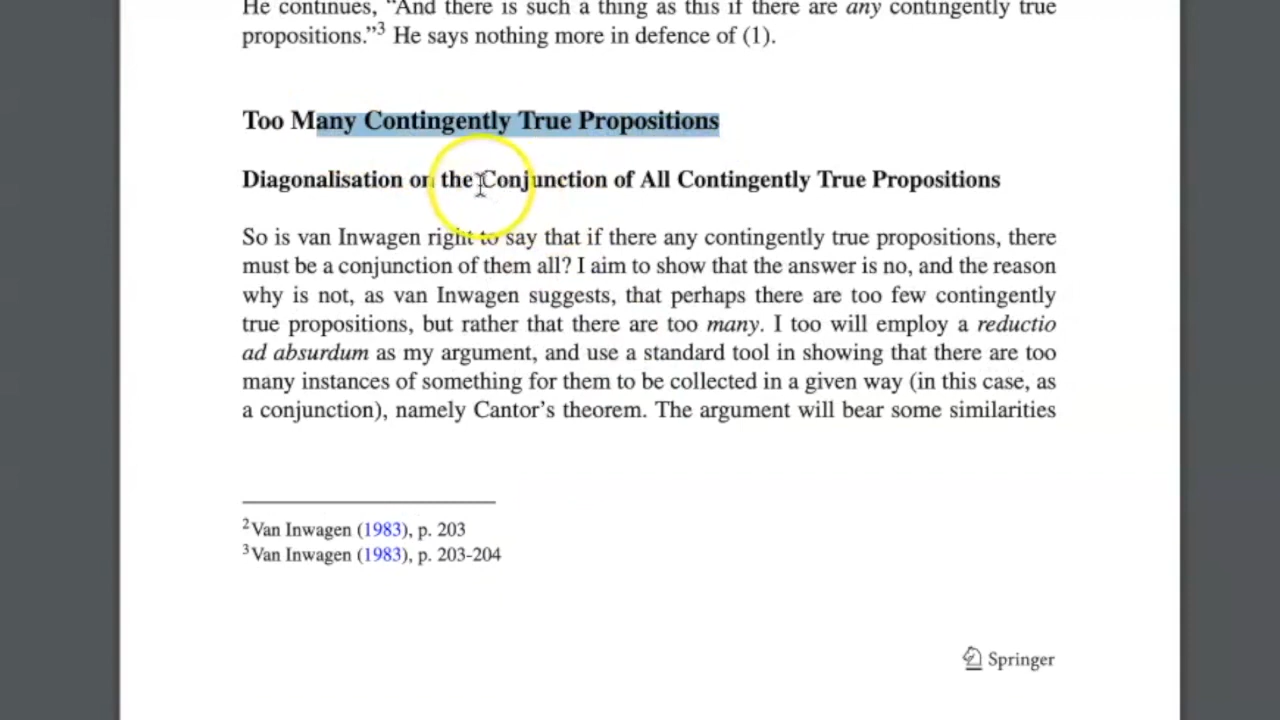 He continues, “And there is such a thing as this if there are any contingently true
propositions.”3 He says nothing more in defence of (1).
Too Many Contingently True Propositions
Diagonalisation on the Conjunction of All Contingently True Propositions
So is van Inwagen right to say that if there any contingently true propositions, there
must be a conjunction of them all? I aim to show that the answer is no, and the reason
why is not, as van Inwagen suggests, that perhaps there are too few contingently
true propositions, but rather that there are too many. I too will employ a reductio
ad absurdum as my argument, and use a standard tool in showing that there are too
many instances of something for them to be collected in a given way (in this case, as
a conjunction), namely Cantor’s theorem. The argument will bear some similarities
2 Van Inwagen (1983), p. 203
3 Van Inwagen (1983), p. 203-204
Springer